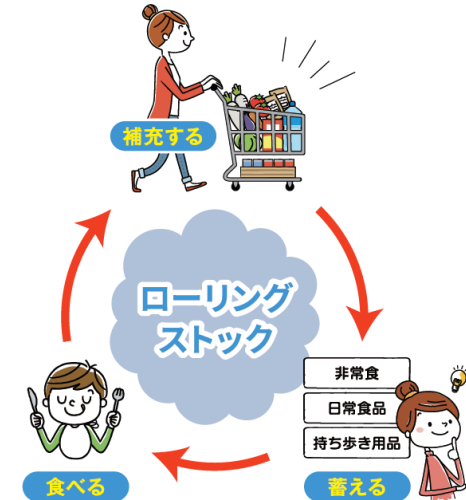 補充する
ローリング
ストック
非常食
日常食品
持ち歩き用品
食べる
蓄える